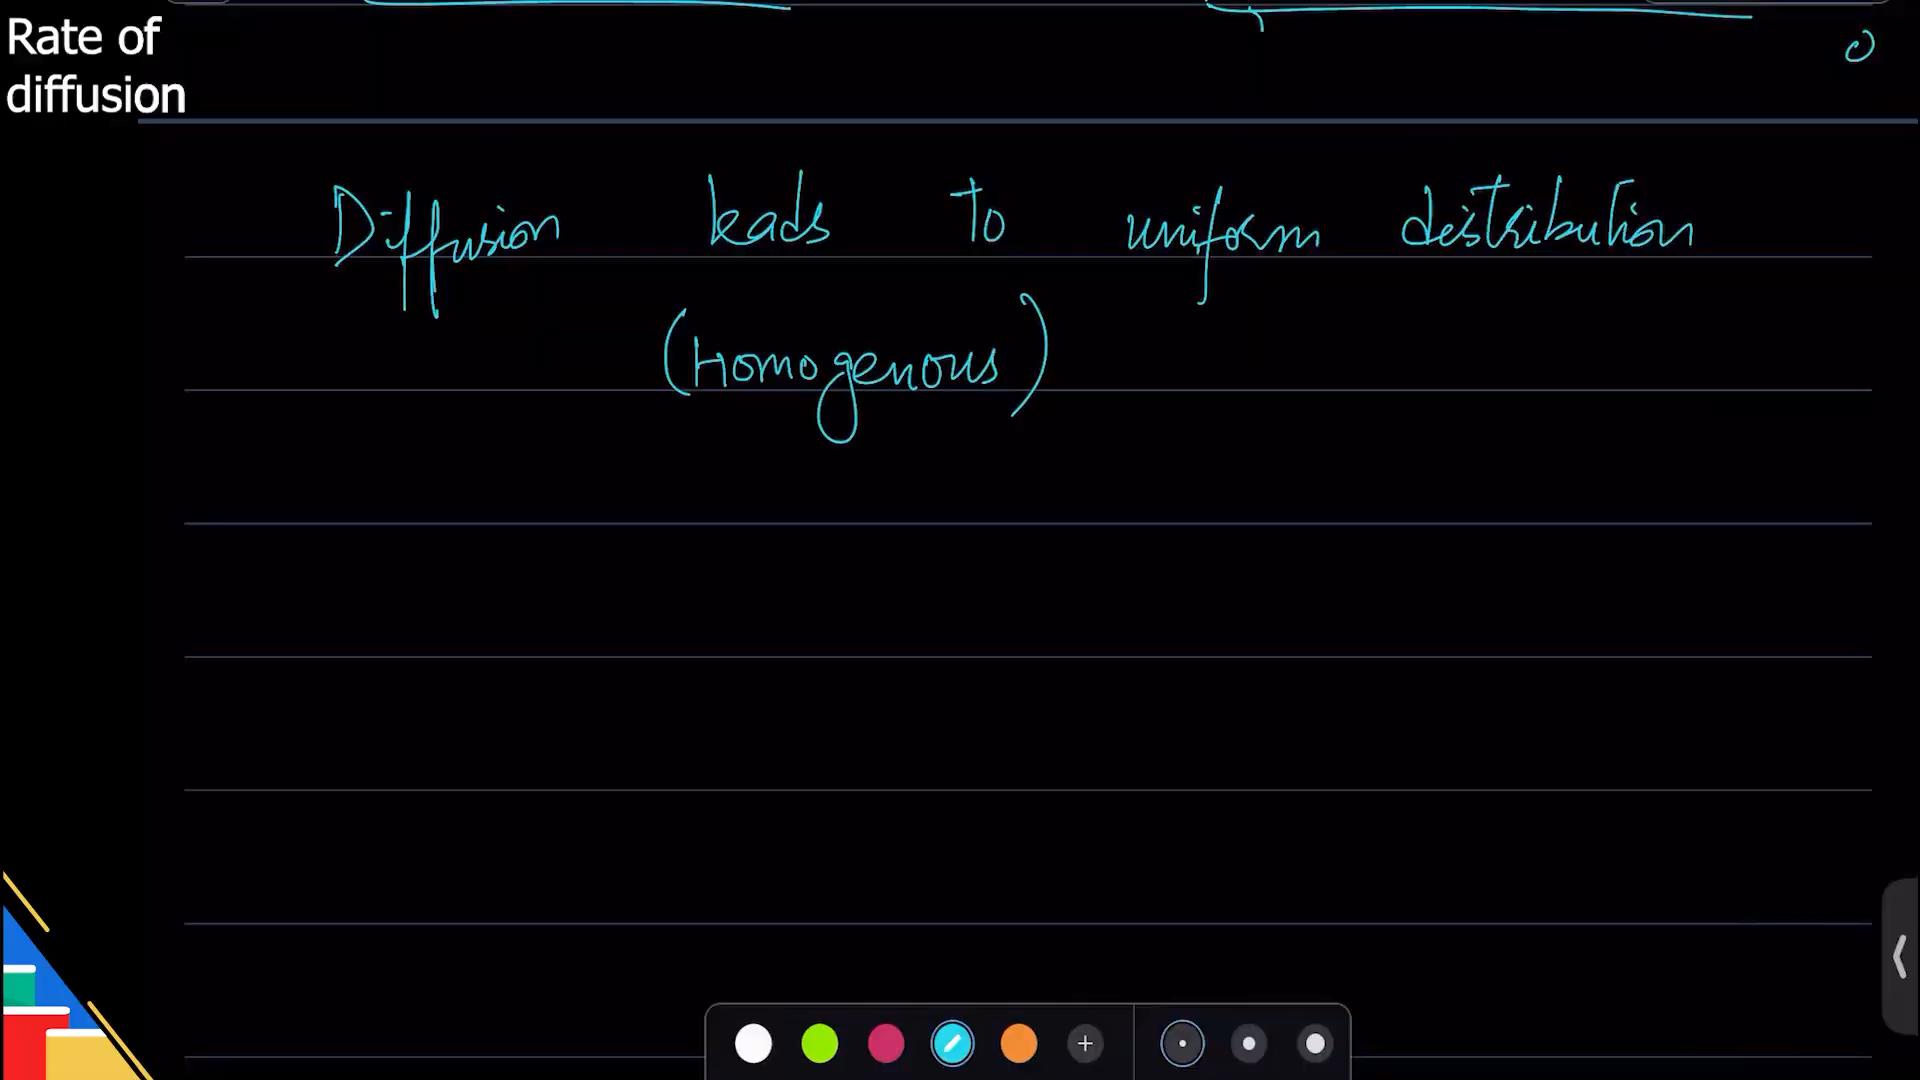 Rate of
diffusion
Diffusion leads to uniform distribution
(Homogenous)